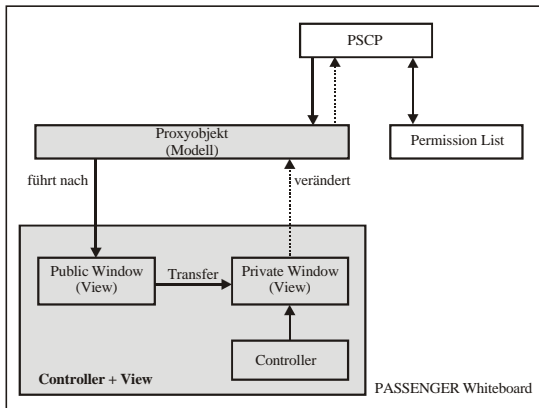 PSCP
Proxyobjekt
(Modell)
Permission List
führt nach
verändert
Public Window
(View)
Transfer
Private Window
(View)
Controller
Controller + View
PASSENGER Whiteboard